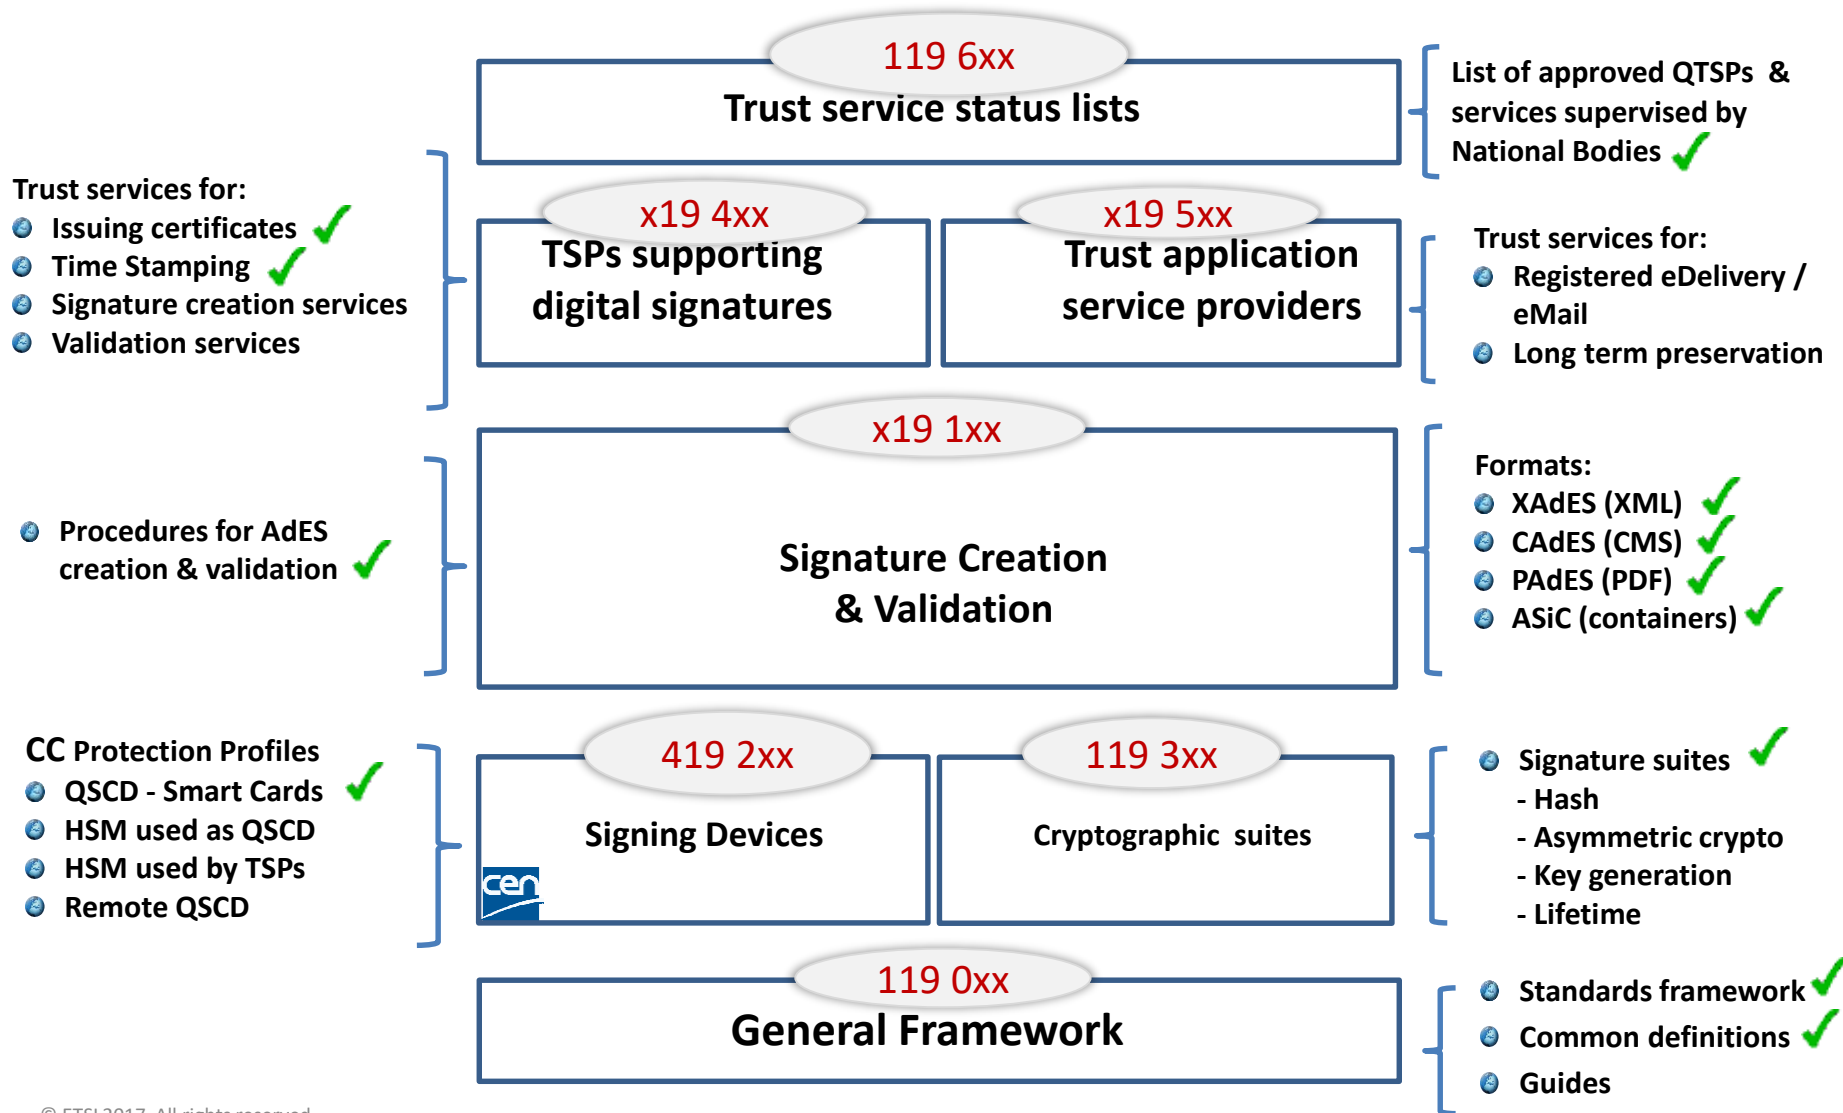 119 6xx
Trust service status lists
List of approved QTSPs &
services supervised by
National Bodies
Trust services for:
Issuing certificates
Time Stamping
Signature creation services
Validation services
x19 4xx
TSPs supporting
digital signatures
x19 5xx
Trust application
service providers
Trust services for:
Registered eDelivery /
eMail
Long term preservation
x19 1xx
Signature Creation
& Validation
Procedures for AdES
creation & validation
Formats:
XAdES (XML)
CAdES (CMS)
PAdES (PDF)
ASiC (containers)
CC Protection Profiles
QSCD - Smart Cards
HSM used as QSCD
HSM used by TSPs
Remote QSCD
419 2xx
Signing Devices
cen
119 3xx
Cryptographic suites
Signature suites
- Hash
- Asymmetric crypto
- Key generation
- Lifetime
119 0xx
General Framework
Standards framework
Common definitions
Guides
© ETSI 2017. All rights reserved